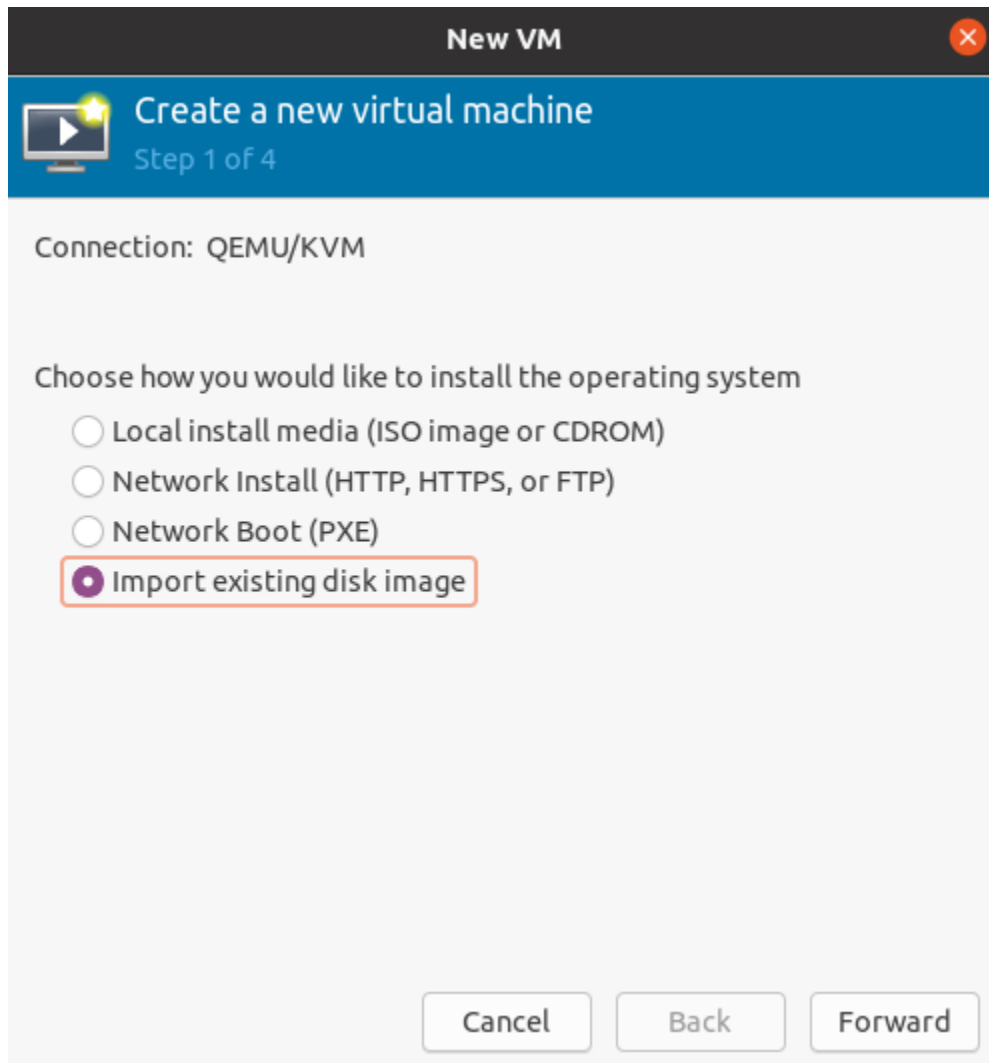 New VM
Create a new virtual machine
Step 1 of 4
Connection: QEMU/KVM
Choose how you would like to install the operating system
Local install media (ISO image or CDROM)
Network Install (HTTP, HTTPS, or FTP)
Network Boot (PXE)
Import existing disk image
Cancel Back Forward